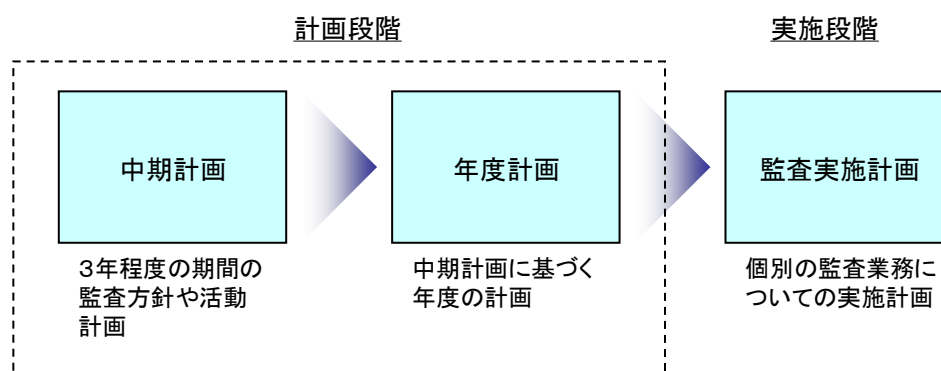 計画段階
実施段階
中期計画
年度計画
監査実施計画
3年程度の期間の
監査方針や活動
計画
中期計画に基づく
年度の計画
個別の監査業務に
ついての実施計画